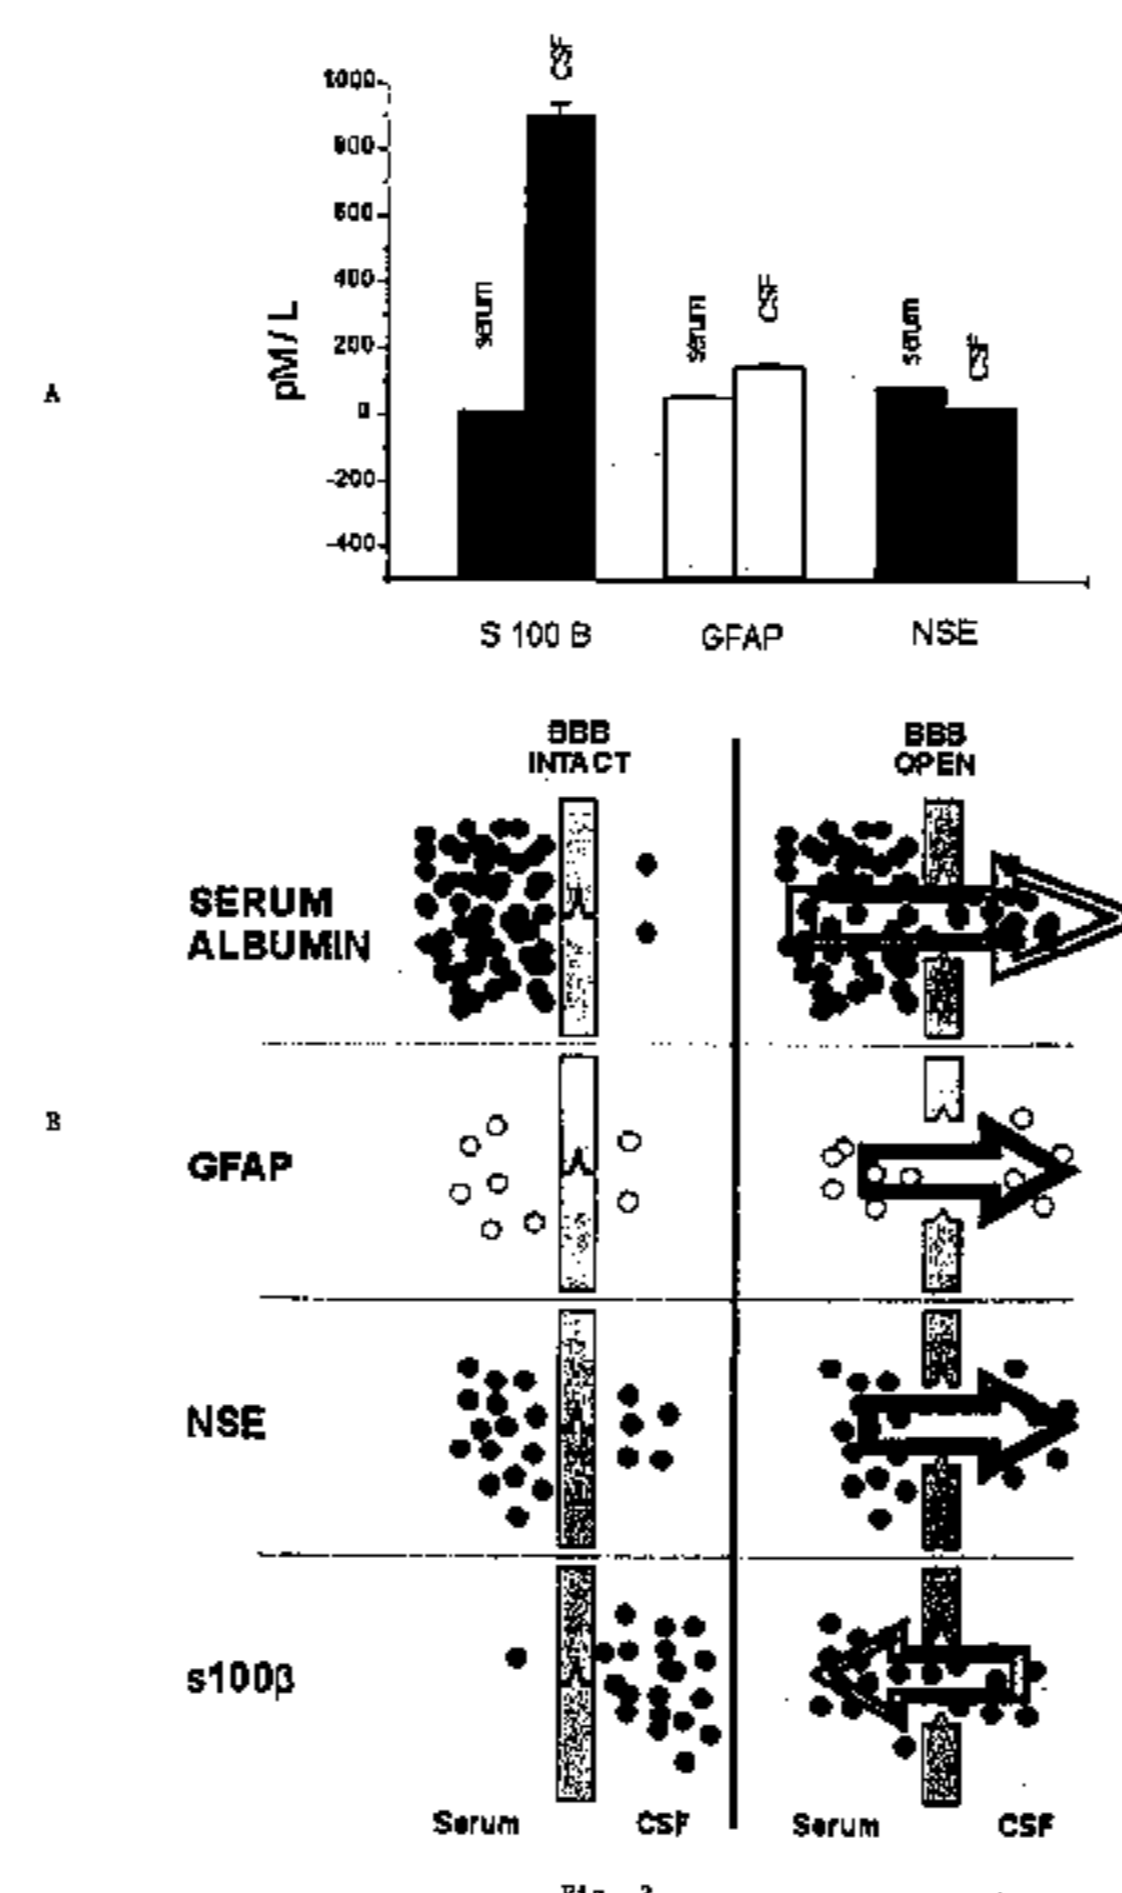 CSF
1000
800
600
400
200
0
-200
-400
pM/L
serum
serum
CSF
serum
CSF
A
S 100 B
GFAP
NSE
BBB
INTACT
BBB
OPEN
SERUM
ALBUMIN
B
GFAP
NSE
s100β
Serum
CSF
Serum
CSF